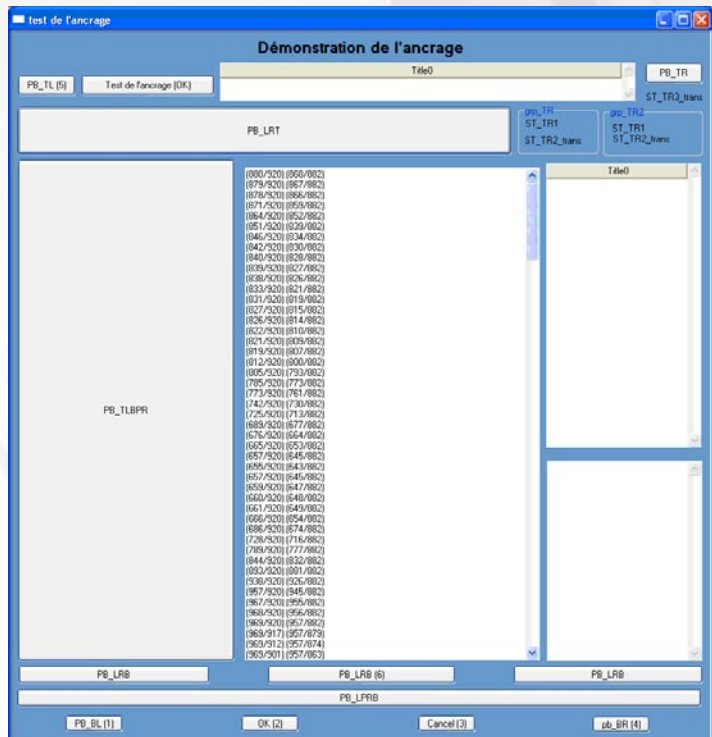 test de l'ancrage
Démonstration de l'ancrage
Title0
PB_TR
PB_TL (5)
Test de l'ancrage (OK)
ST_TR3_trans
PB_LRT
grp_TR
ST_TR1
ST_TR2_trans
grp_TR2
ST_TR1
ST_TR2_trans
(880/920) (868/882)
(879/920) (867/882)
(878/920) (866/882)
(871/920) (859/882)
(864/920) (852/882)
(851/920) (839/882)
(846/920) (834/882)
(842/920) (830/882)
(840/920) (828/882)
(839/920) (827/882)
(838/920) (826/882)
(833/920) (821/882)
(831/920) (819/882)
(827/920) (815/882)
(826/920) (814/882)
(822/920) (810/882)
(821/920) (809/882)
(819/920) (807/882)
(812/920) (800/882)
(805/920) (793/882)
(785/920) (773/882)
(773/920) (761/882)
(742/920) (730/882)
(725/920) (713/882)
(689/920) (677/882)
(676/920) (664/882)
(665/920) (653/882)
(657/920) (645/882)
(655/920) (643/882)
(657/920) (645/882)
(659/920) (647/882)
(660/920) (648/882)
(661/920) (649/882)
(666/920) (654/882)
(686/920) (674/882)
(728/920) (716/882)
(789/920) (777/882)
(844/920) (832/882)
(893/920) (881/882)
(938/920) (926/882)
(957/920) (945/882)
(967/920) (955/882)
(968/920) (956/882)
(969/920) (957/882)
(969/917) (957/879)
(969/912) (957/874)
(969/901) (957/863)
Title0
PB_TLBPR
PB_LRB
PB_LRB (6)
PB_LRB
PB_LPRB
PB_BL (1)
OK (2)
Cancel (3)
pb_BR (4)